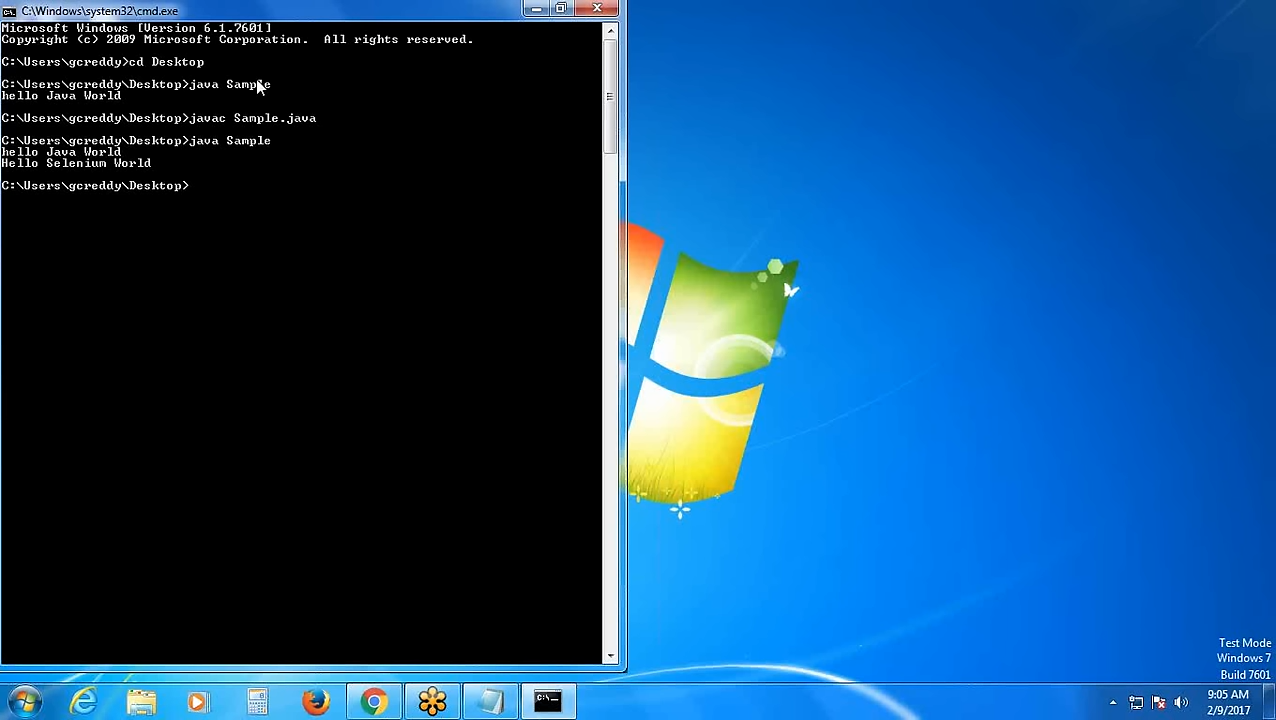 C:\Windows\system32\cmd.exe
Microsoft Windows [Version 6.1.7601]
Copyright (c) 2009 Microsoft Corporation.  All rights reserved.
C:\Users\gcreddy>cd Desktop
C:\Users\gcreddy\Desktop>java Sample
hello Java World
C:\Users\gcreddy\Desktop>javac Sample.java
C:\Users\gcreddy\Desktop>java Sample
hello Java World
Hello Selenium World
C:\Users\gcreddy\Desktop>
Test Mode
Windows 7
Build 7601
9:05 AM
2/9/2017